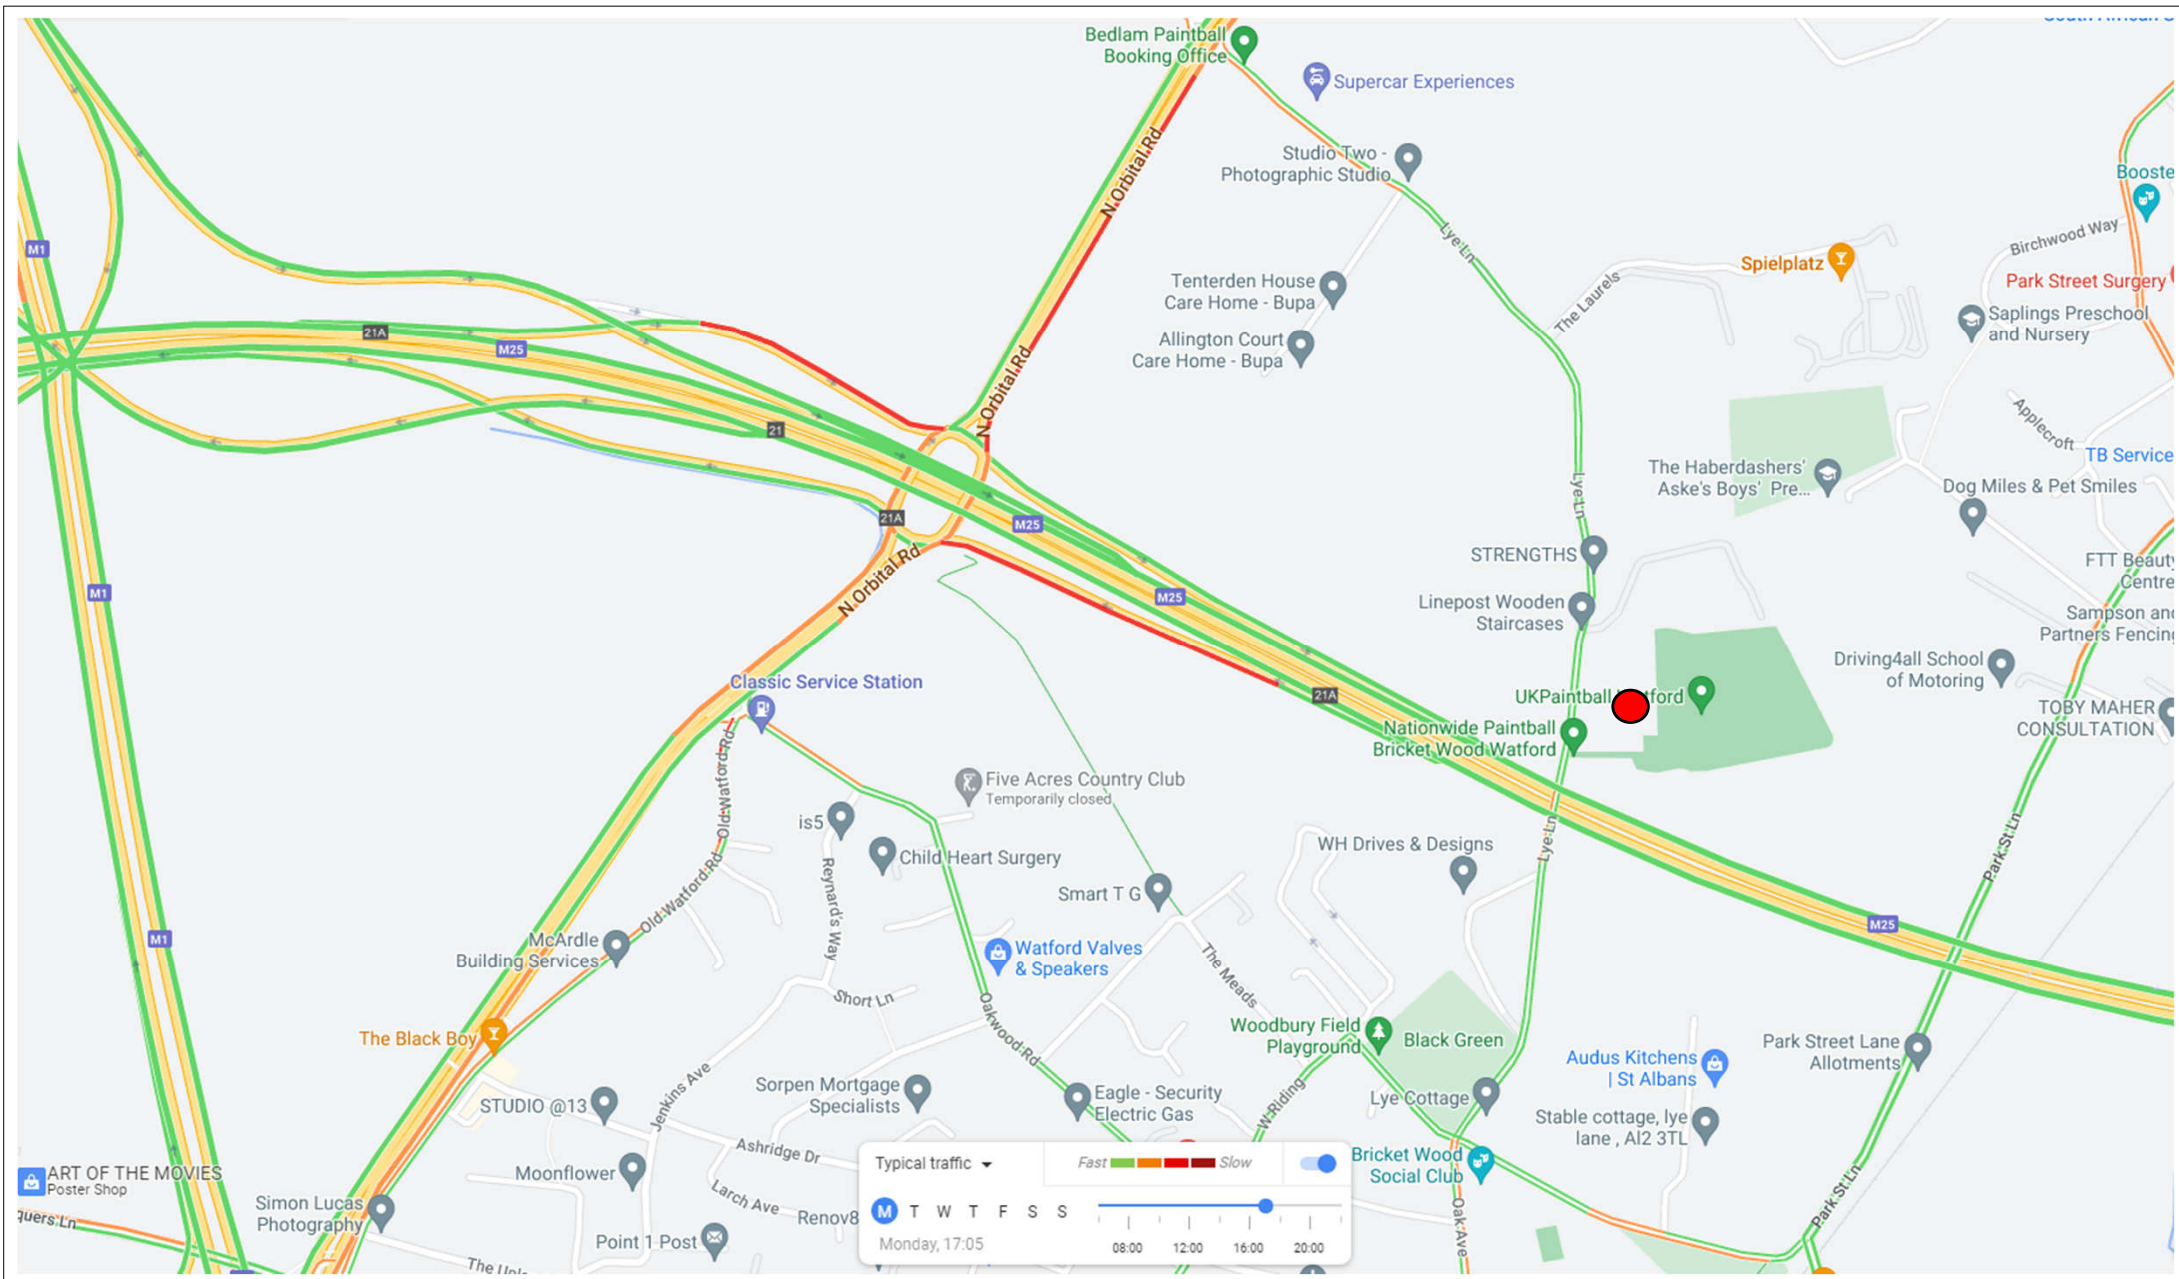 Bedlam Paintball
Booking Office
Supercar Experiences
N Orbital Rd
Studio Two -
Photographic Studio
Booste
Lye Ln
Birchwood Way
M1
Spielplatz
Park Street Surgery
Tenterden House
Care Home - Bupa
The Laurels
Saplings Preschool
and Nursery
21A
M25
Allington Court
Care Home - Bupa
N Orbital Rd
Applecroft
21
TB Service
The Haberdashers'
Aske's Boys' Pre...
Dog Miles & Pet Smiles
Lye Ln
21A
M25
STRENGTHS
FTT Beauty
Centre
N Orbital Rd
M1
M25
Linepost Wooden
Staircases
Sampson and
Partners Fencing
Driving4all School
of Motoring
Classic Service Station
21A
UKPaintball
tford
TOBY MAHER
CONSULTATION
Nationwide Paintball
Bricket Wood Watford
Old Watford Rd
Five Acres Country Club
Temporarily closed
is5
Child Heart Surgery
WH Drives & Designs
Lye Ln
Park St Ln
Smart T G
Old Watford Rd
Reynard's Way
M25
M1
McArdle
Building Services
Watford Valves
& Speakers
The Meads
Short Ln
The Black Boy
Oakwood Rd
Woodbury Field
Playground
Black Green
Audus Kitchens
| St Albans
Park Street Lane
Allotments
STUDIO @13
Jenkins Ave
Sorpen Mortgage
Specialists
Eagle - Security
Electric Gas
W Riding
Lye Cottage
Stable cottage, lye
lane , Al2 3TL
Ashridge Dr
ART OF THE MOVIES
Poster Shop
Moonflower
Typical traffic
Fast
Slow
Bricket Wood
Social Club
Simon Lucas
Photography
Larch Ave
Renov8
M T W T F S S
Oak Ave
Park St Ln
quers Ln
Point 1 Post
Monday, 17:05
08:00 12:00 16:00 20:00